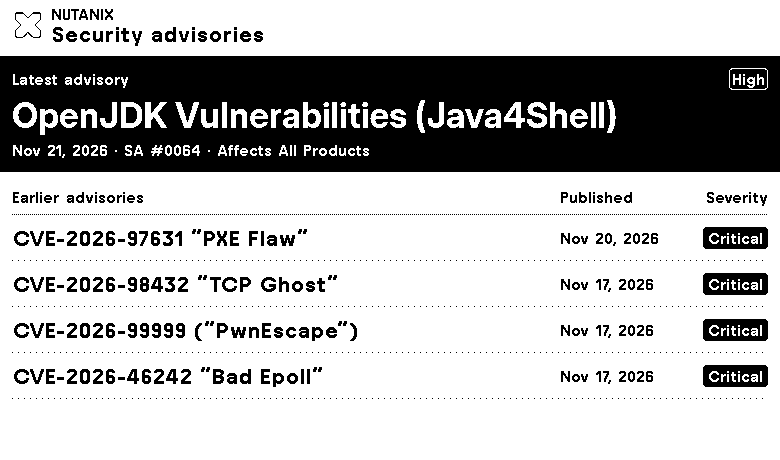 NUTANIX
Security advisories
Latest advisory
High
OpenJDK Vulnerabilities (Java4Shell)
Nov 21, 2026 · SA #0064 · Affects All Products
Earlier advisories Published Severity
CVE-2026-97631 "PXE Flaw" Nov 20, 2026 Critical
CVE-2026-98432 "TCP Ghost" Nov 17, 2026 Critical
CVE-2026-99999 ("PwnEscape") Nov 17, 2026 Critical
CVE-2026-46242 "Bad Epoll" Nov 17, 2026 Critical